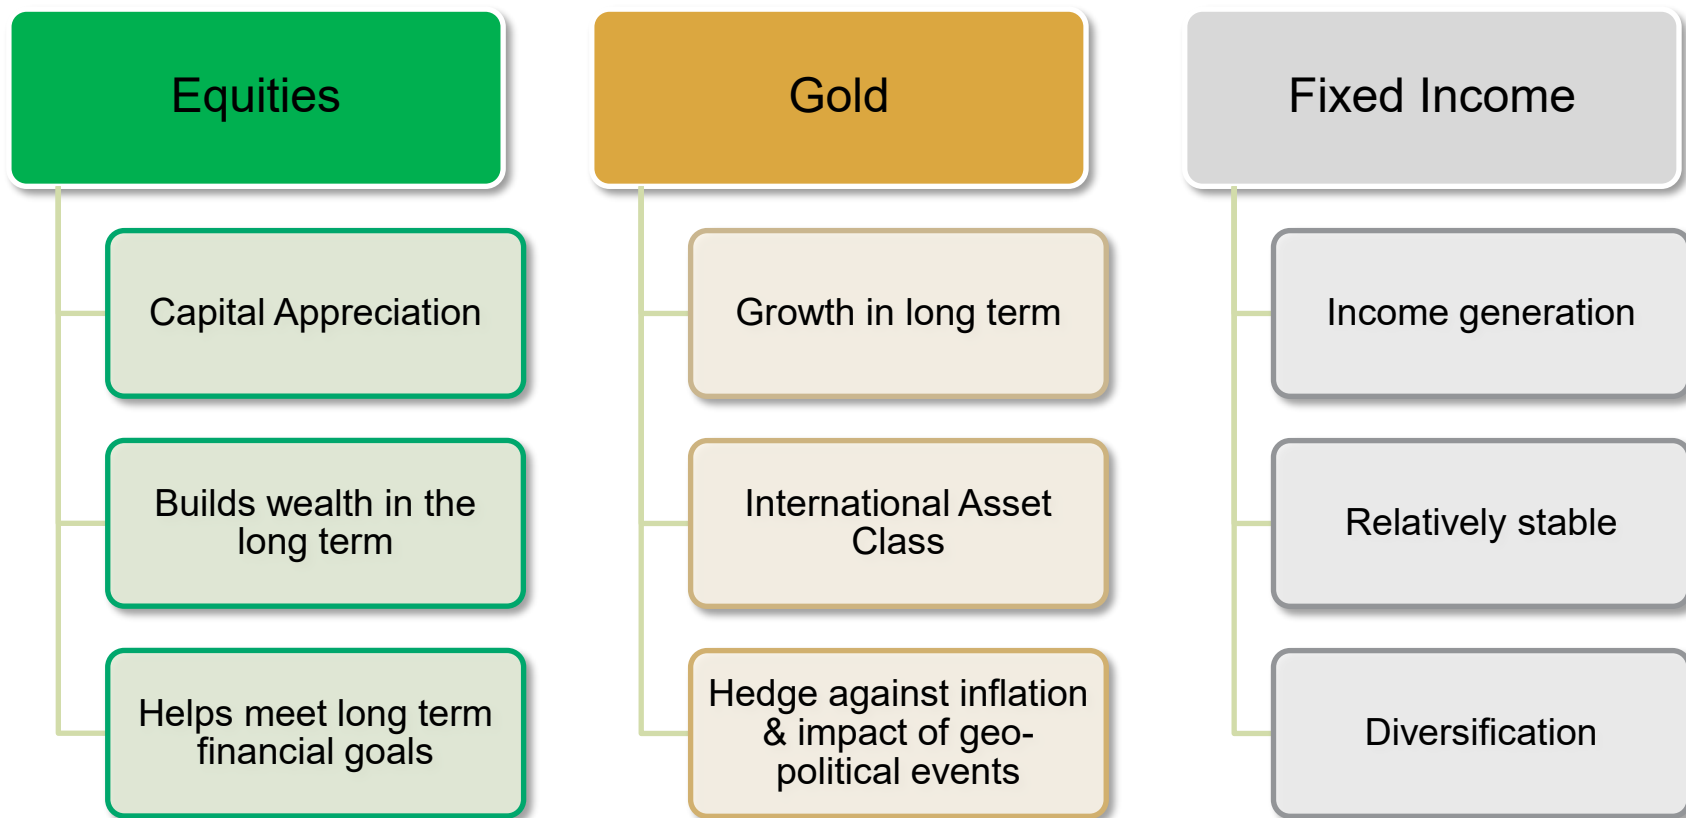 Equities
Capital Appreciation
Builds wealth in the
long term
Helps meet long term
financial goals
Gold
Growth in long term
International Asset
Class
Hedge against inflation
& impact of geo-
political events
Fixed Income
Income generation
Relatively stable
Diversification